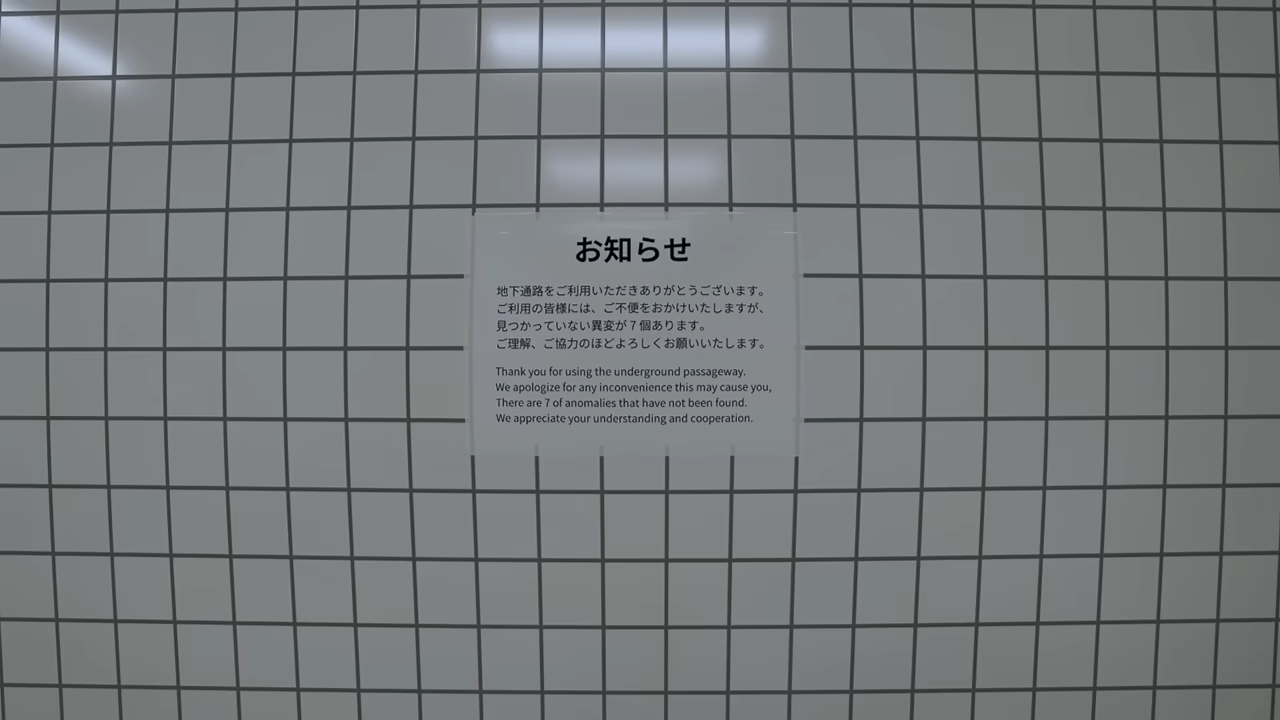 お知らせ
地下通路をご利用いただきありがとうございます。
ご利用の皆様には、ご不便をおかけいたしますが、
見つかっていない異変が 7 個あります。
ご理解、ご協力のほどよろしくお願いいたします。
Thank you for using the underground passageway.
We apologize for any inconvenience this may cause you,
There are 7 of anomalies that have not been found.
We appreciate your understanding and cooperation.